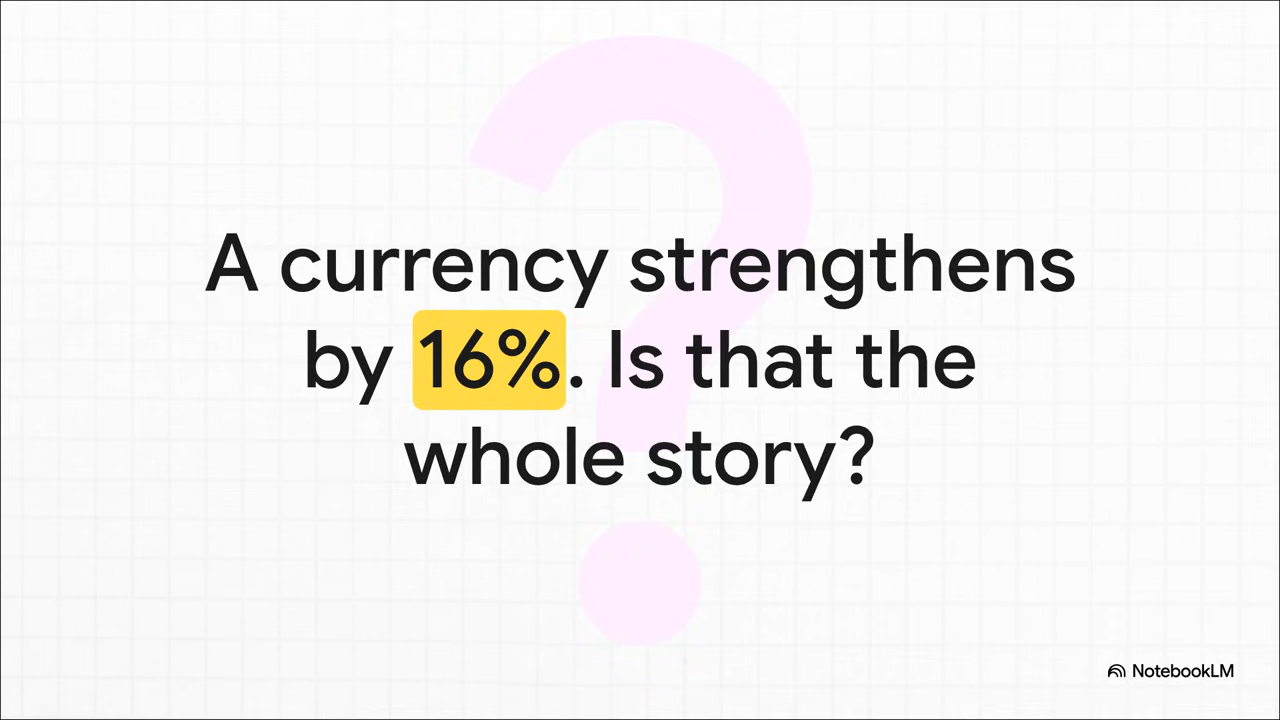 A currency strengthens
by 16%. Is that the
whole story?
NotebookLM